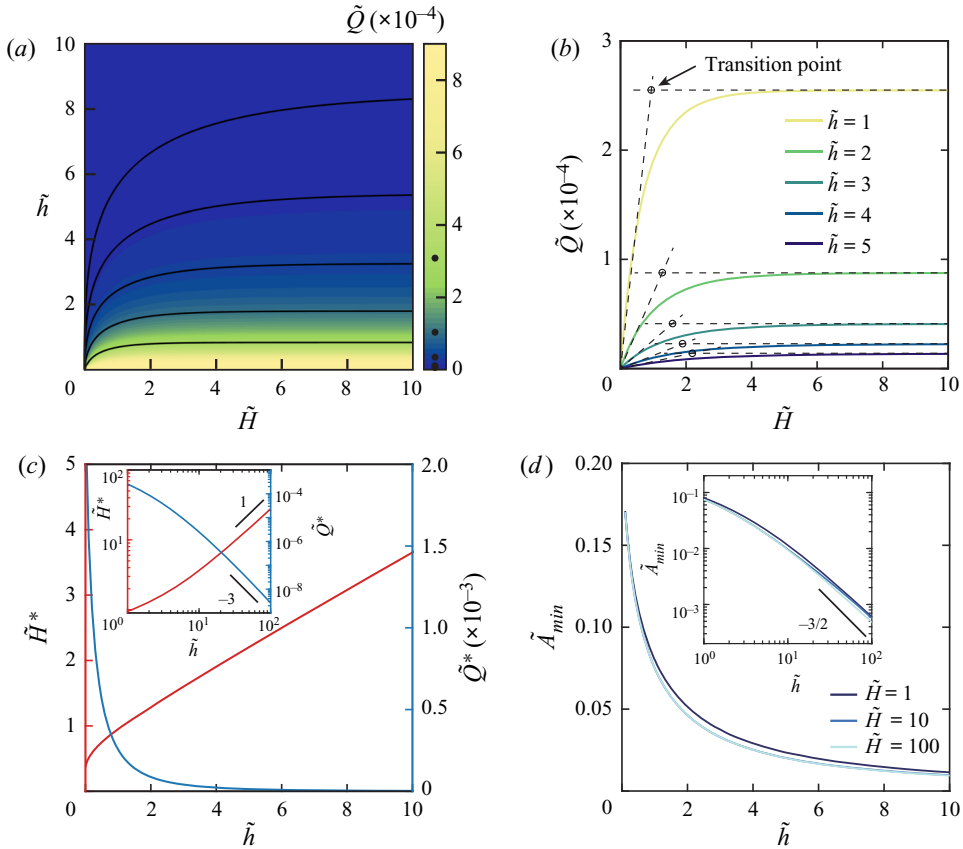 (a)
Q̃ (×10⁻⁴)
10
8
6
4
2
0
h̃
0 2 4 6 8 10
H̃
8
6
4
2
0
(b)
3
2
1
0
Q̃ (×10⁻⁴)
Transition point
h̃ = 1
h̃ = 2
h̃ = 3
h̃ = 4
h̃ = 5
0 2 4 6 8 10
H̃
(c)
5
4
3
2
1
0
H̃*
2.0
1.5
1.0
0.5
0
Q̃* (×10⁻³)
0 2 4 6 8 10
h̃
10²
10¹
10⁰
H̃*
10⁻⁴
10⁻⁶
10⁻⁸
Q̃*
1
−3
10¹ 10²
h̃
(d)
0.20
0.15
0.10
0.05
0
Ã_min
10⁻¹
10⁻²
10⁻³
Ã_min
−3/2
10⁰ 10¹ 10²
h̃
H̃ = 1
H̃ = 10
H̃ = 100
2 4 6 8 10
h̃